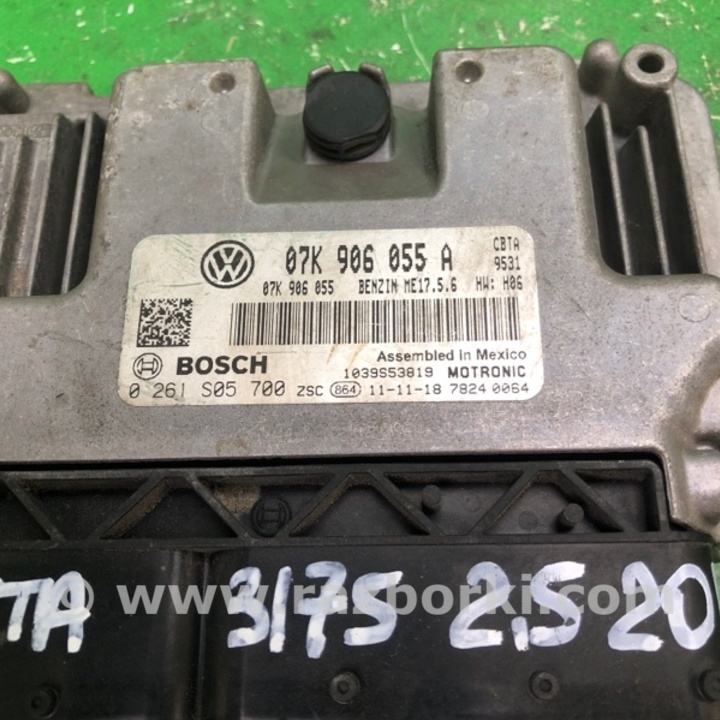 07K 906 055 A CBTA
9531
07K 906 055 BENZIN ME17.5.6 HW: H06
BOSCH Assembled in Mexico
1039S53819 MOTRONIC
0 261 S05 700 ZSC 864 11-11-18 7824 0064
TTA 3175 2,5 20
© www.razborki.com